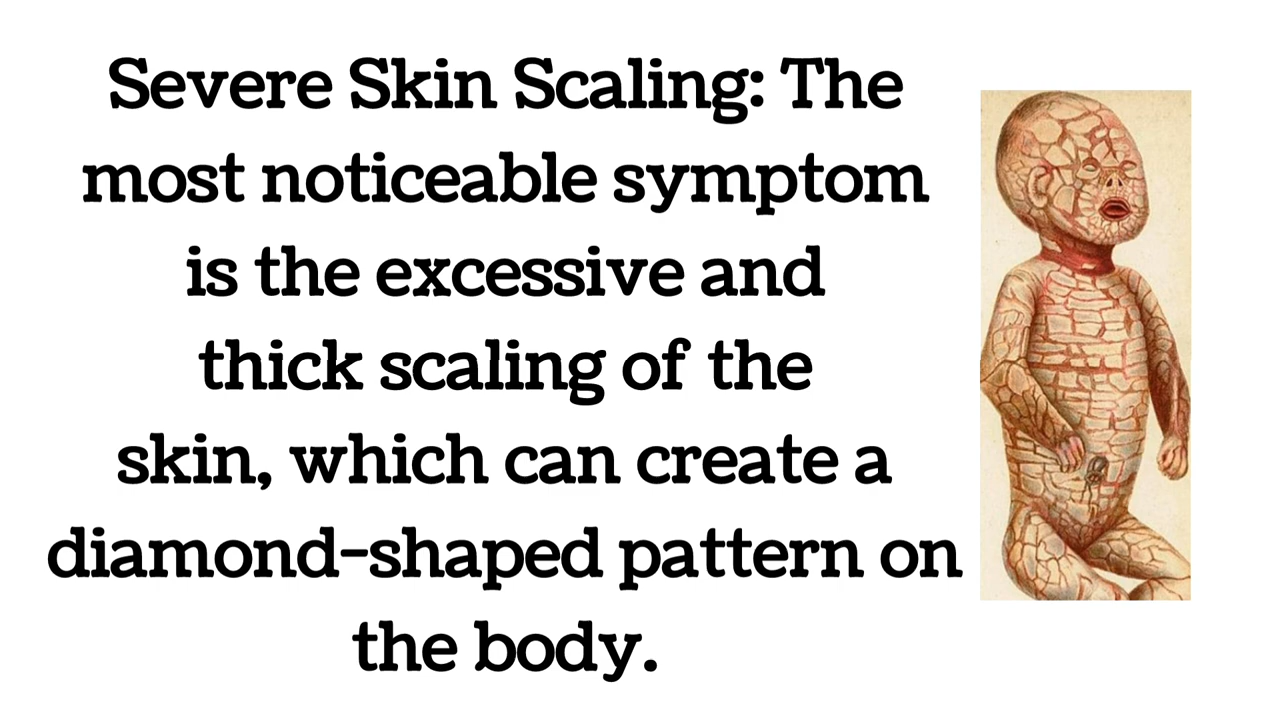 Severe Skin Scaling: The
most noticeable symptom
is the excessive and
thick scaling of the
skin, which can create a
diamond-shaped pattern on
the body.